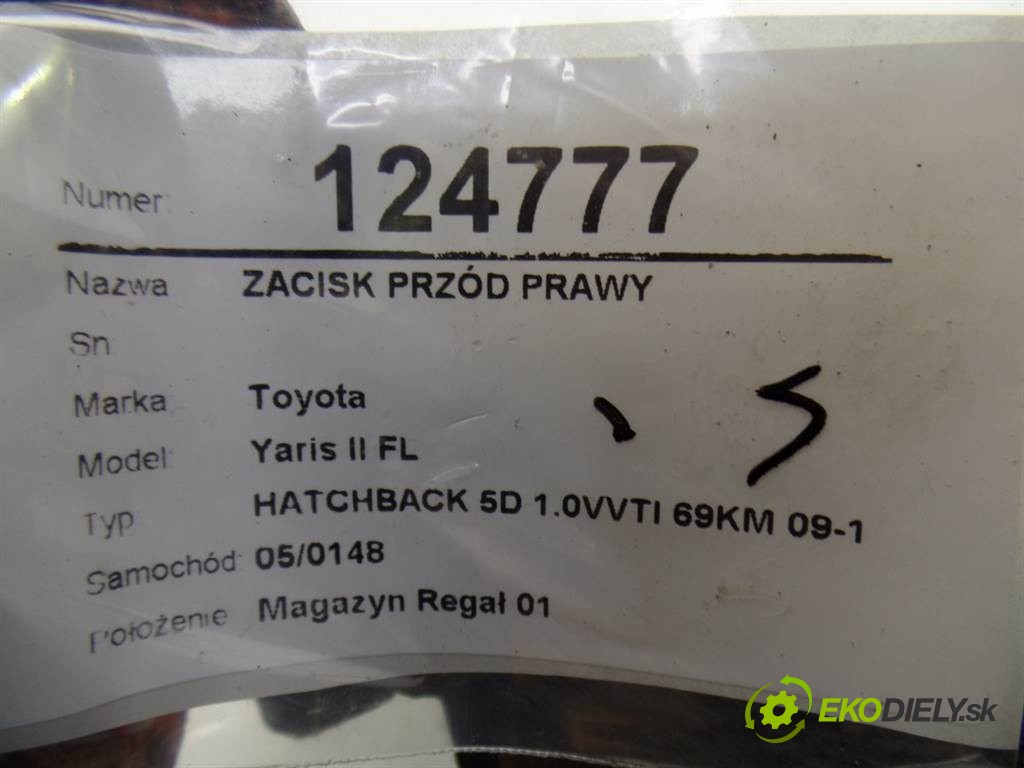 Numer: 124777
Nazwa ZACISK PRZÓD PRAWY
Sn
Marka Toyota
Model Yaris II FL
Typ HATCHBACK 5D 1.0VVTI 69KM 09-1
Samochód 05/0148
Położenie Magazyn Regał 01
EKODIELY.sk